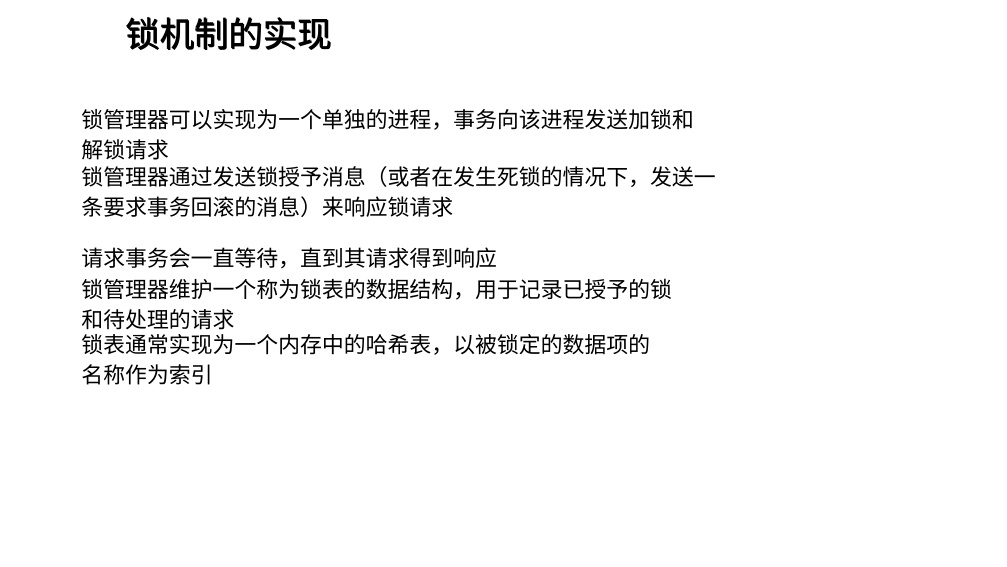 锁机制的实现
锁管理器可以实现为一个单独的进程，事务向该进程发送加锁和
解锁请求
锁管理器通过发送锁授予消息（或者在发生死锁的情况下，发送一
条要求事务回滚的消息）来响应锁请求
请求事务会一直等待，直到其请求得到响应
锁管理器维护一个称为锁表的数据结构，用于记录已授予的锁
和待处理的请求
锁表通常实现为一个内存中的哈希表，以被锁定的数据项的
名称作为索引